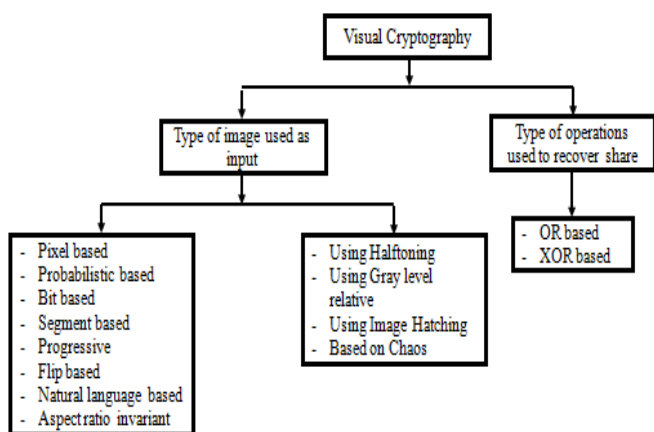 Visual Cryptography
Type of image used as
input
Type of operations
used to recover share
- Pixel based
- Probabilistic based
- Bit based
- Segment based
- Progressive
- Flip based
- Natural language based
- Aspect ratio invariant
- Using Halftoning
- Using Gray level
relative
- Using Image Hatching
- Based on Chaos
- OR based
- XOR based